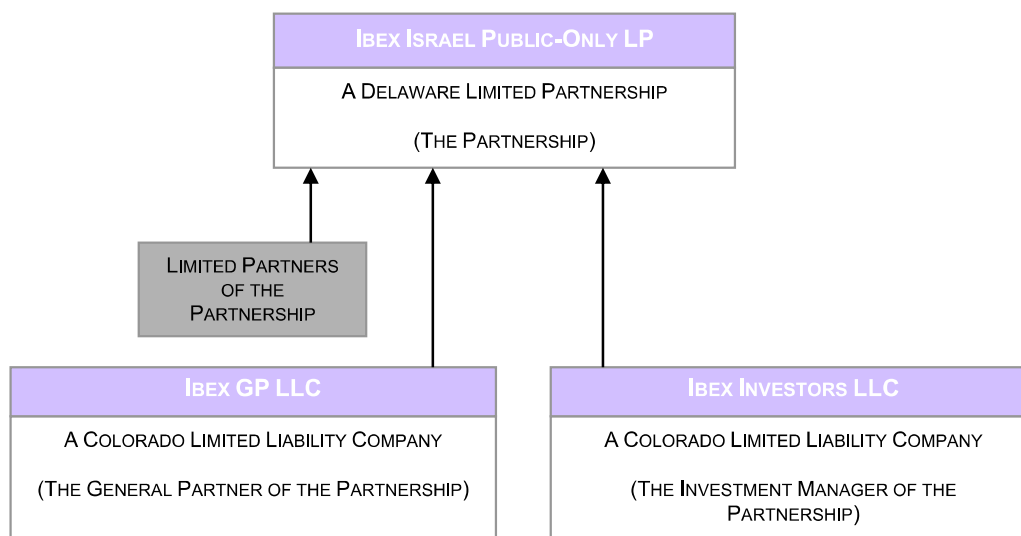 IBEX ISRAEL PUBLIC-ONLY LP
A DELAWARE LIMITED PARTNERSHIP
(THE PARTNERSHIP)
LIMITED PARTNERS
OF THE
PARTNERSHIP
IBEX GP LLC
A COLORADO LIMITED LIABILITY COMPANY
(THE GENERAL PARTNER OF THE PARTNERSHIP)
IBEX INVESTORS LLC
A COLORADO LIMITED LIABILITY COMPANY
(THE INVESTMENT MANAGER OF THE
PARTNERSHIP)